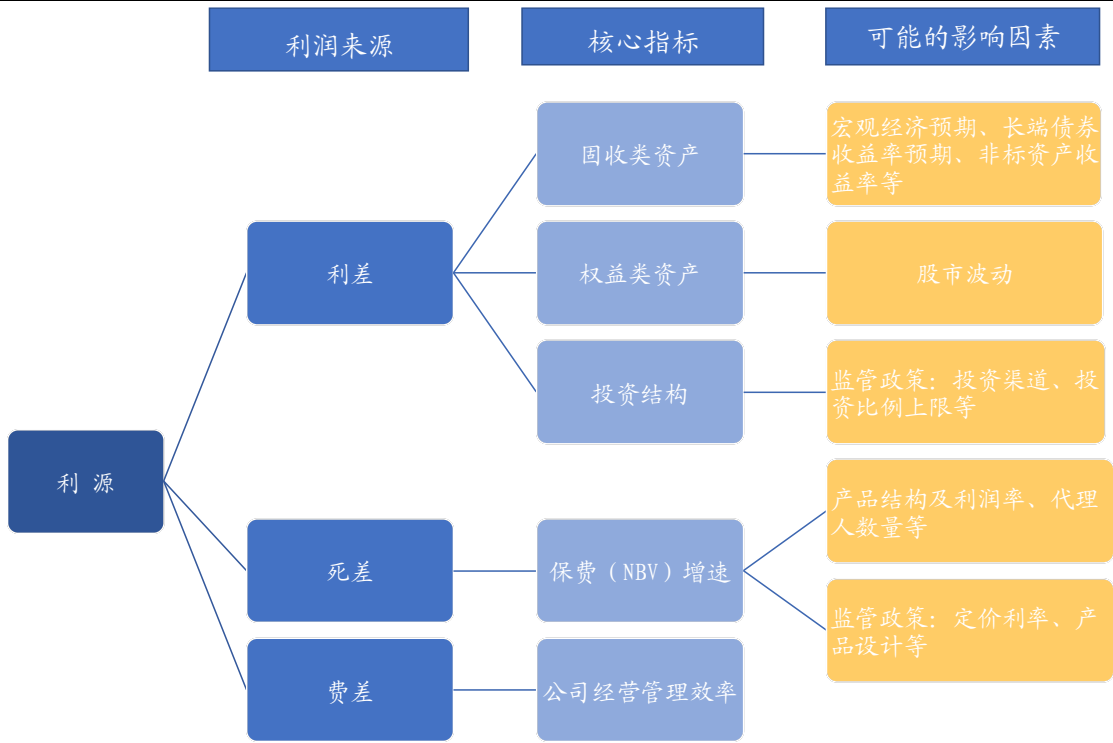 利润来源
核心指标
可能的影响因素
固收类资产
宏观经济预期、长端债券
收益率预期、非标资产收
益率等
利差
权益类资产
股市波动
投资结构
监管政策：投资渠道、投
资比例上限等
利 源
产品结构及利润率、代理
人数量等
死差
保费（NBV）增速
监管政策：定价利率、产
品设计等
费差
公司经营管理效率